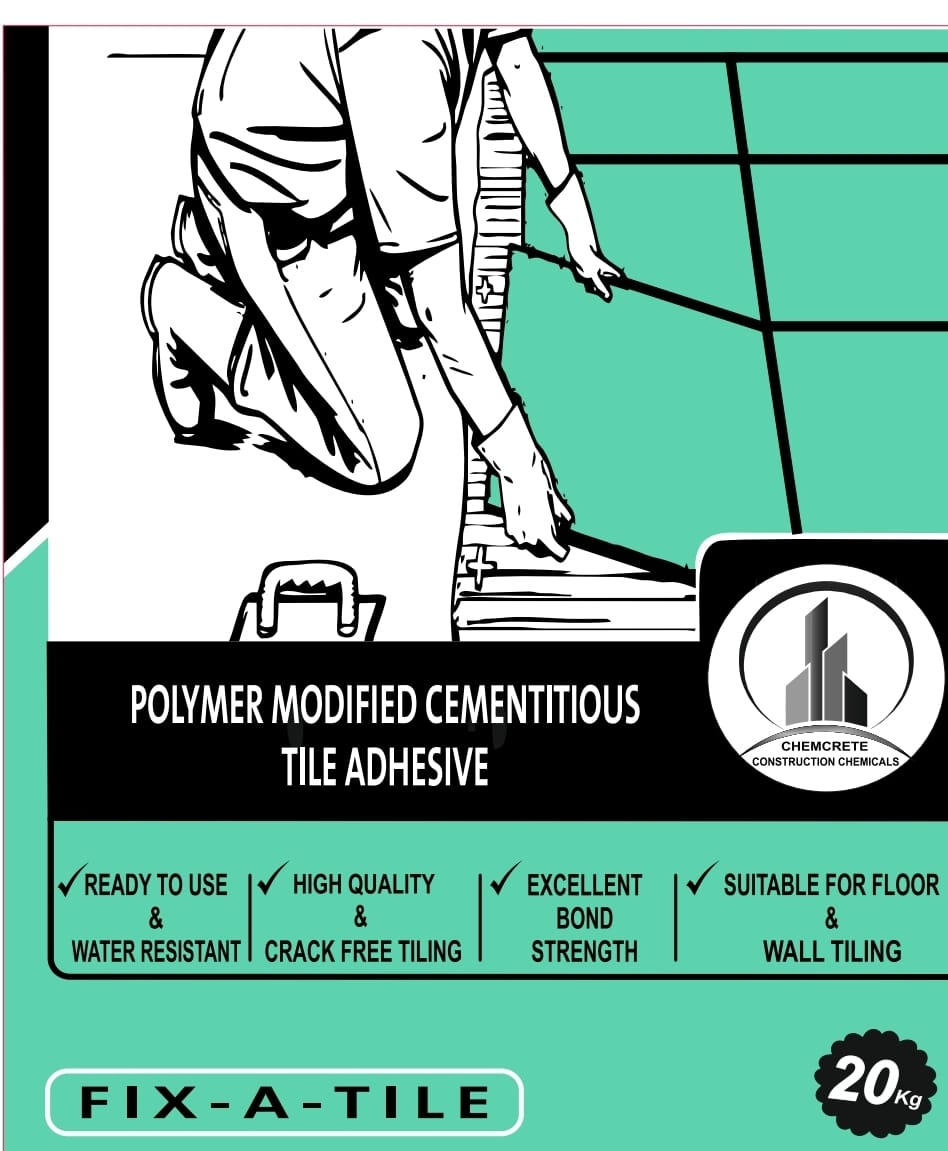 POLYMER MODIFIED CEMENTITIOUS
TILE ADHESIVE
CHEMCRETE
CONSTRUCTION CHEMICALS
READY TO USE
&
WATER RESISTANT
HIGH QUALITY
&
CRACK FREE TILING
EXCELLENT
BOND
STRENGTH
SUITABLE FOR FLOOR
&
WALL TILING
FIX-A-TILE
20Kg